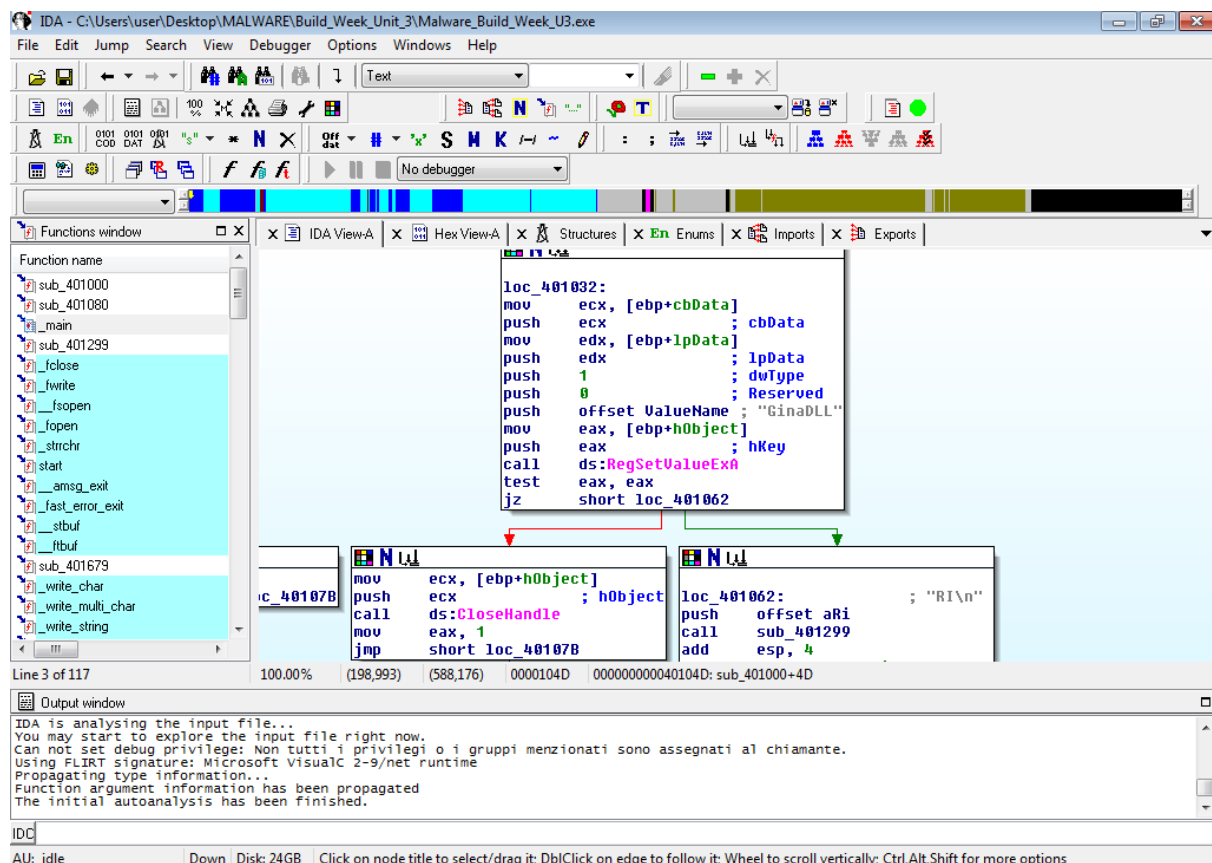 IDA - C:\Users\user\Desktop\MALWARE\Build_Week_Unit_3\Malware_Build_Week_U3.exe
File Edit Jump Search View Debugger Options Windows Help
Text
100
En
S M K
No debugger
Functions window
IDA View-A
Hex View-A
Structures
En Enums
Imports
Exports
Function name
sub_401000
sub_401080
_main
sub_401299
_fclose
_fwrite
__fsopen
_fopen
_strrchr
start
__amsg_exit
_fast_error_exit
__stbuf
__ftbuf
sub_401679
_write_char
_write_multi_char
_write_string
loc_401032:
mov ecx, [ebp+cbData]
push ecx ; cbData
mov edx, [ebp+lpData]
push edx ; lpData
push 1 ; dwType
push 0 ; Reserved
push offset ValueName ; "GinaDLL"
mov eax, [ebp+hObject]
push eax ; hKey
call ds:RegSetValueExA
test eax, eax
jz short loc_401062
oc_40107B
mov ecx, [ebp+hObject]
push ecx ; hObject
call ds:CloseHandle
mov eax, 1
jmp short loc_40107B
loc_401062: ; "RI\n"
push offset aRi
call sub_401299
add esp, 4
Line 3 of 117
100.00% (198,993) (588,176) 0000104D 000000000040104D: sub_401000+4D
Output window
IDA is analysing the input file...
You may start to explore the input file right now.
Can not set debug privilege: Non tutti i privilegi o i gruppi menzionati sono assegnati al chiamante.
Using FLIRT signature: Microsoft VisualC 2-9/net runtime
Propagating type information...
Function argument information has been propagated
The initial autoanalysis has been finished.
IDC
AU: idle Down Disk: 24GB Click on node title to select/drag it; DblClick on edge to follow it; Wheel to scroll vertically; Ctrl,Alt,Shift for more options